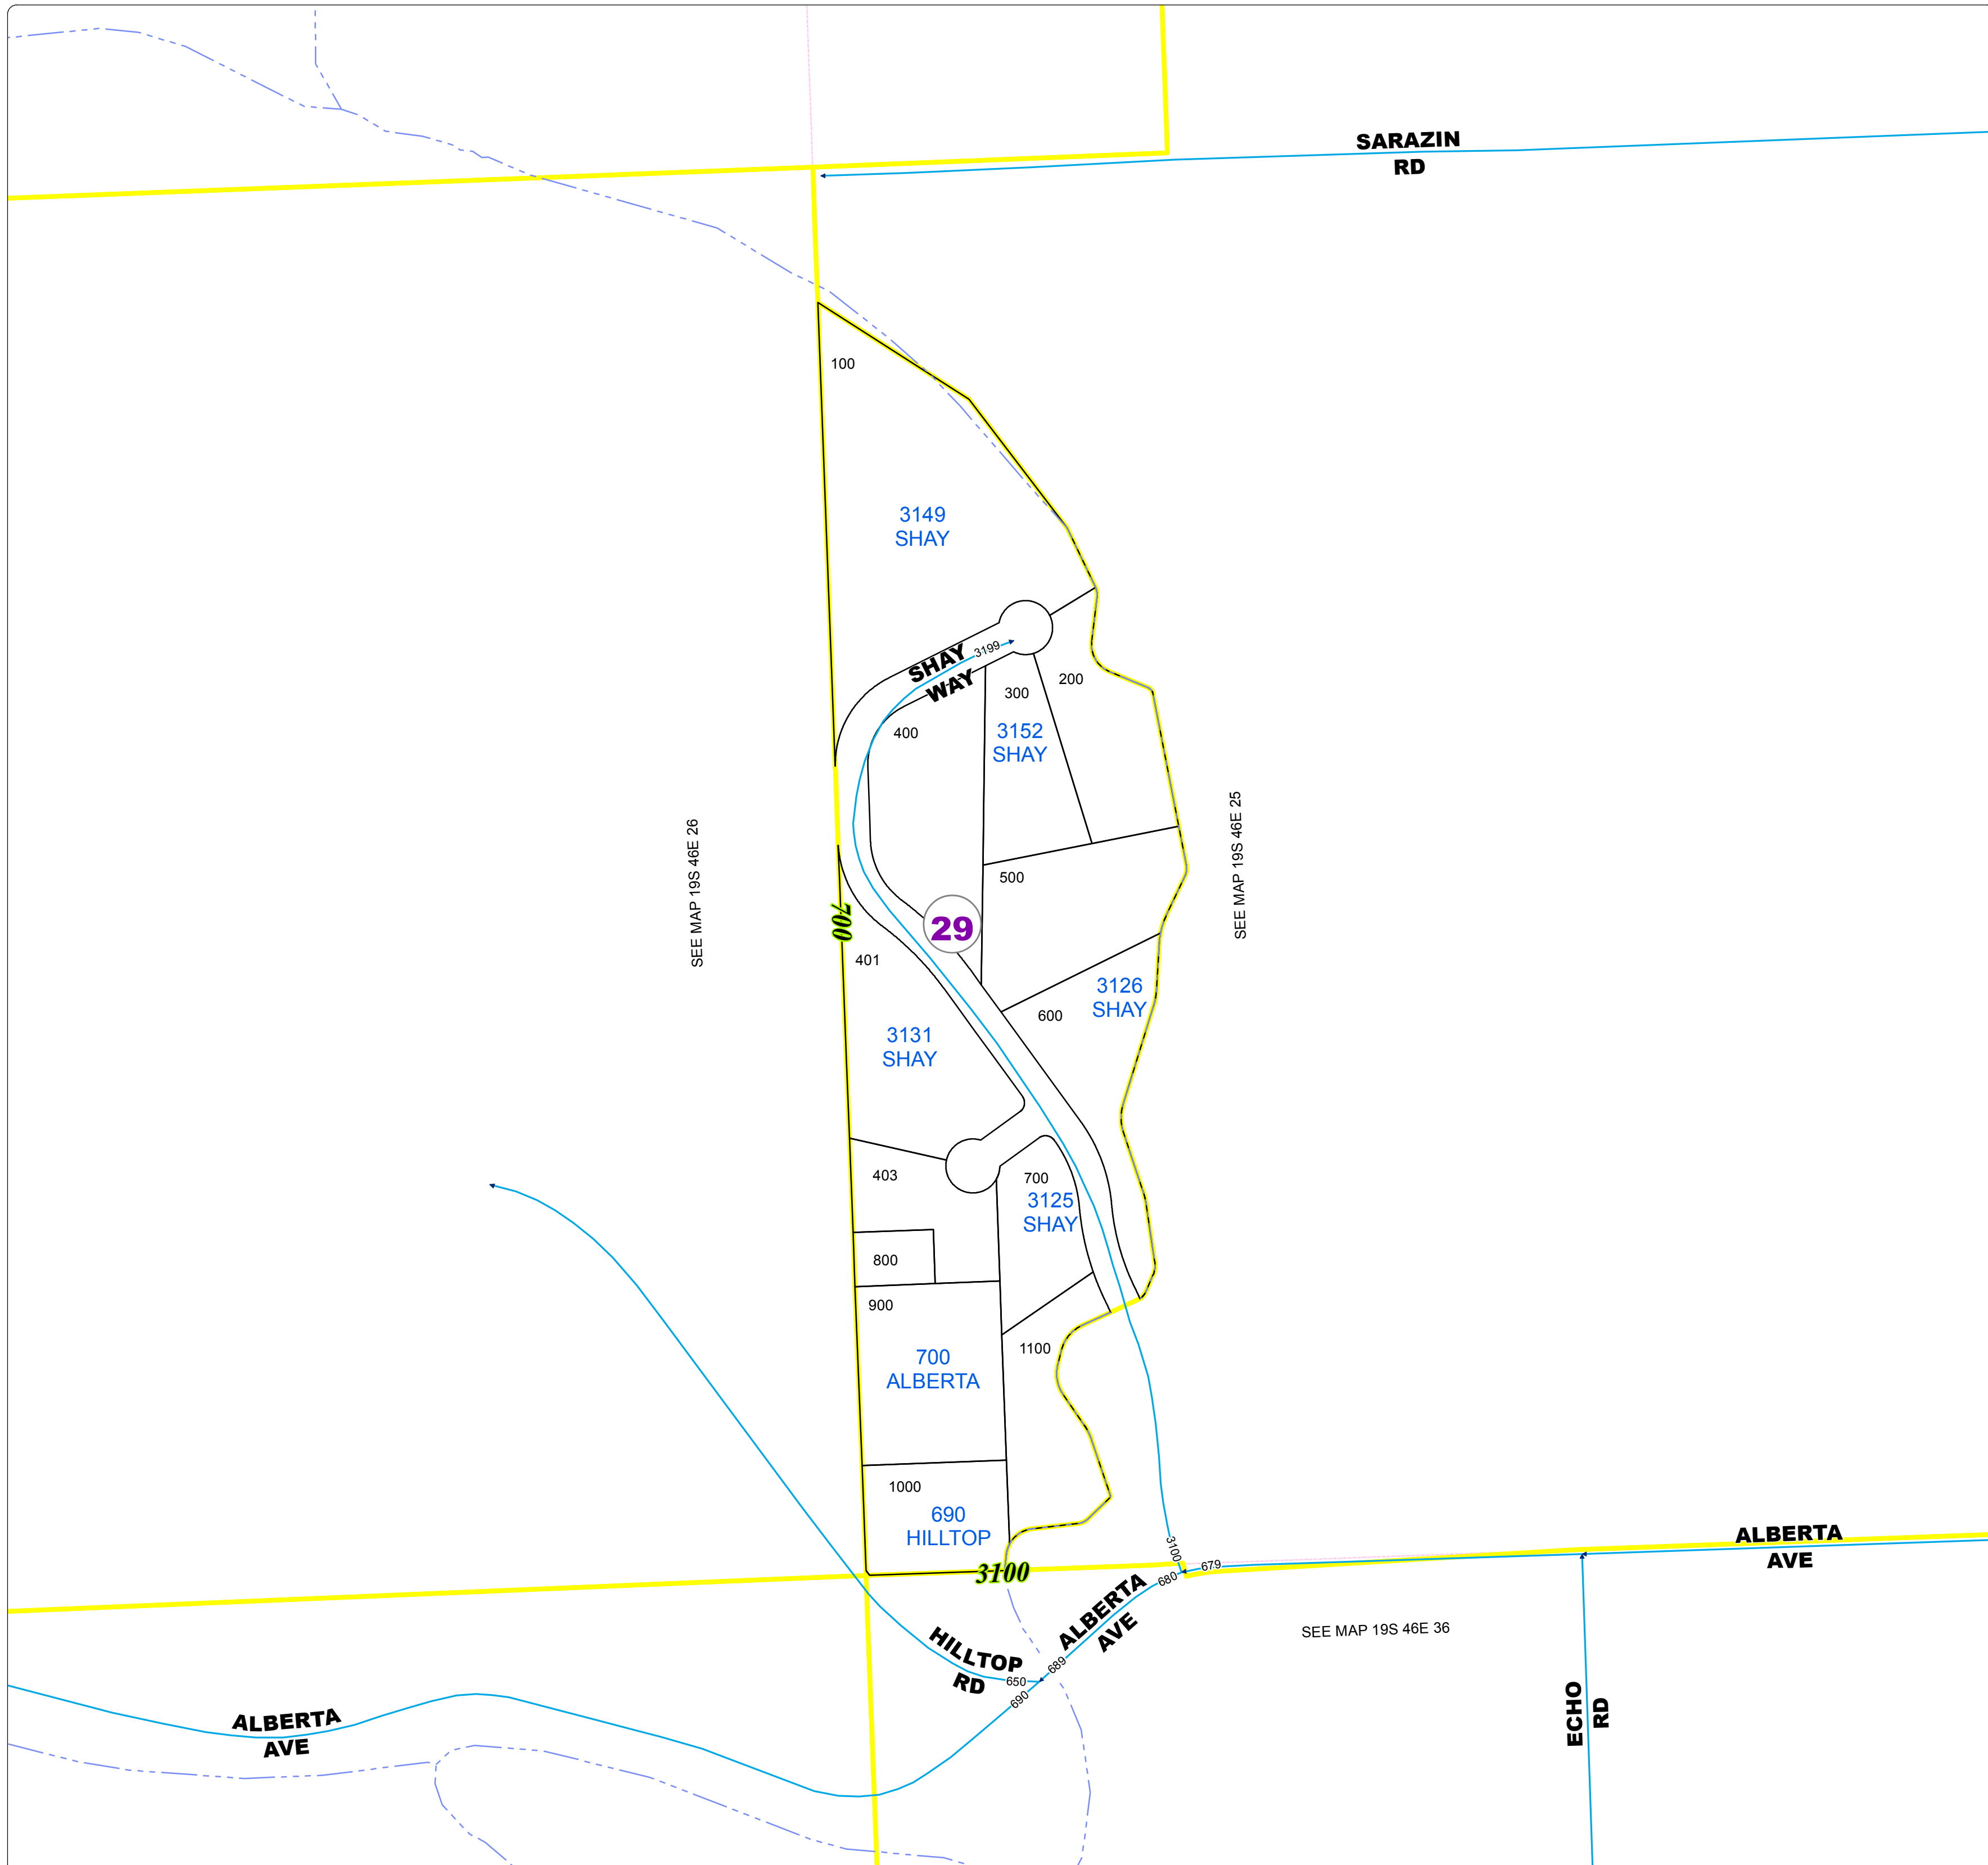 SARAZIN
RD
100
3149
SHAY
SHAY
WAY
3199
200
300
3152
SHAY
400
SEE MAP 19S 46E 26
SEE MAP 19S 46E 25
500
700
29
401
3126
SHAY
600
3131
SHAY
403
700
3125
SHAY
800
900
1100
700
ALBERTA
1000
690
HILLTOP
3100
3100
679
680
ALBERTA
AVE
ALBERTA
AVE
SEE MAP 19S 46E 36
HILLTOP
RD
650
689
690
ALBERTA
AVE
ECHO
RD